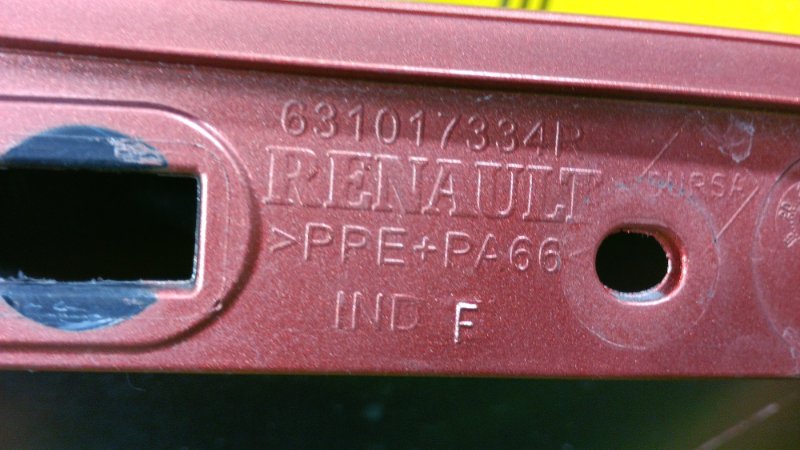 631017334R
RENAULT
>PPE+PA66<
IND F